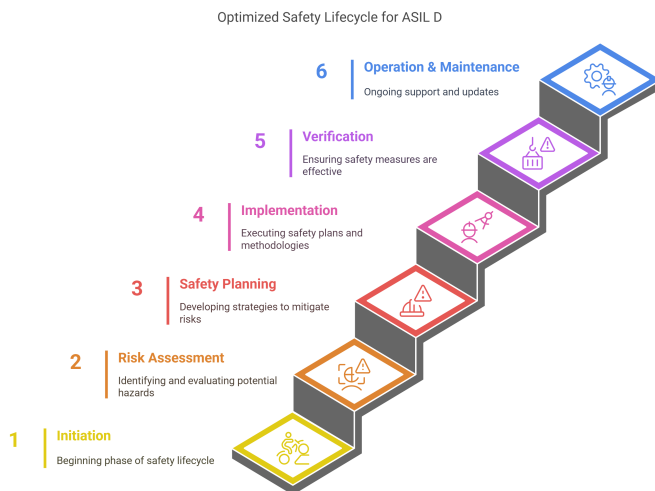 Optimized Safety Lifecycle for ASIL D
6
Operation & Maintenance
Ongoing support and updates
5
Verification
Ensuring safety measures are
effective
4
Implementation
Executing safety plans and
methodologies
3
Safety Planning
Developing strategies to mitigate
risks
2
Risk Assessment
Identifying and evaluating potential
hazards
1
Initiation
Beginning phase of safety lifecycle